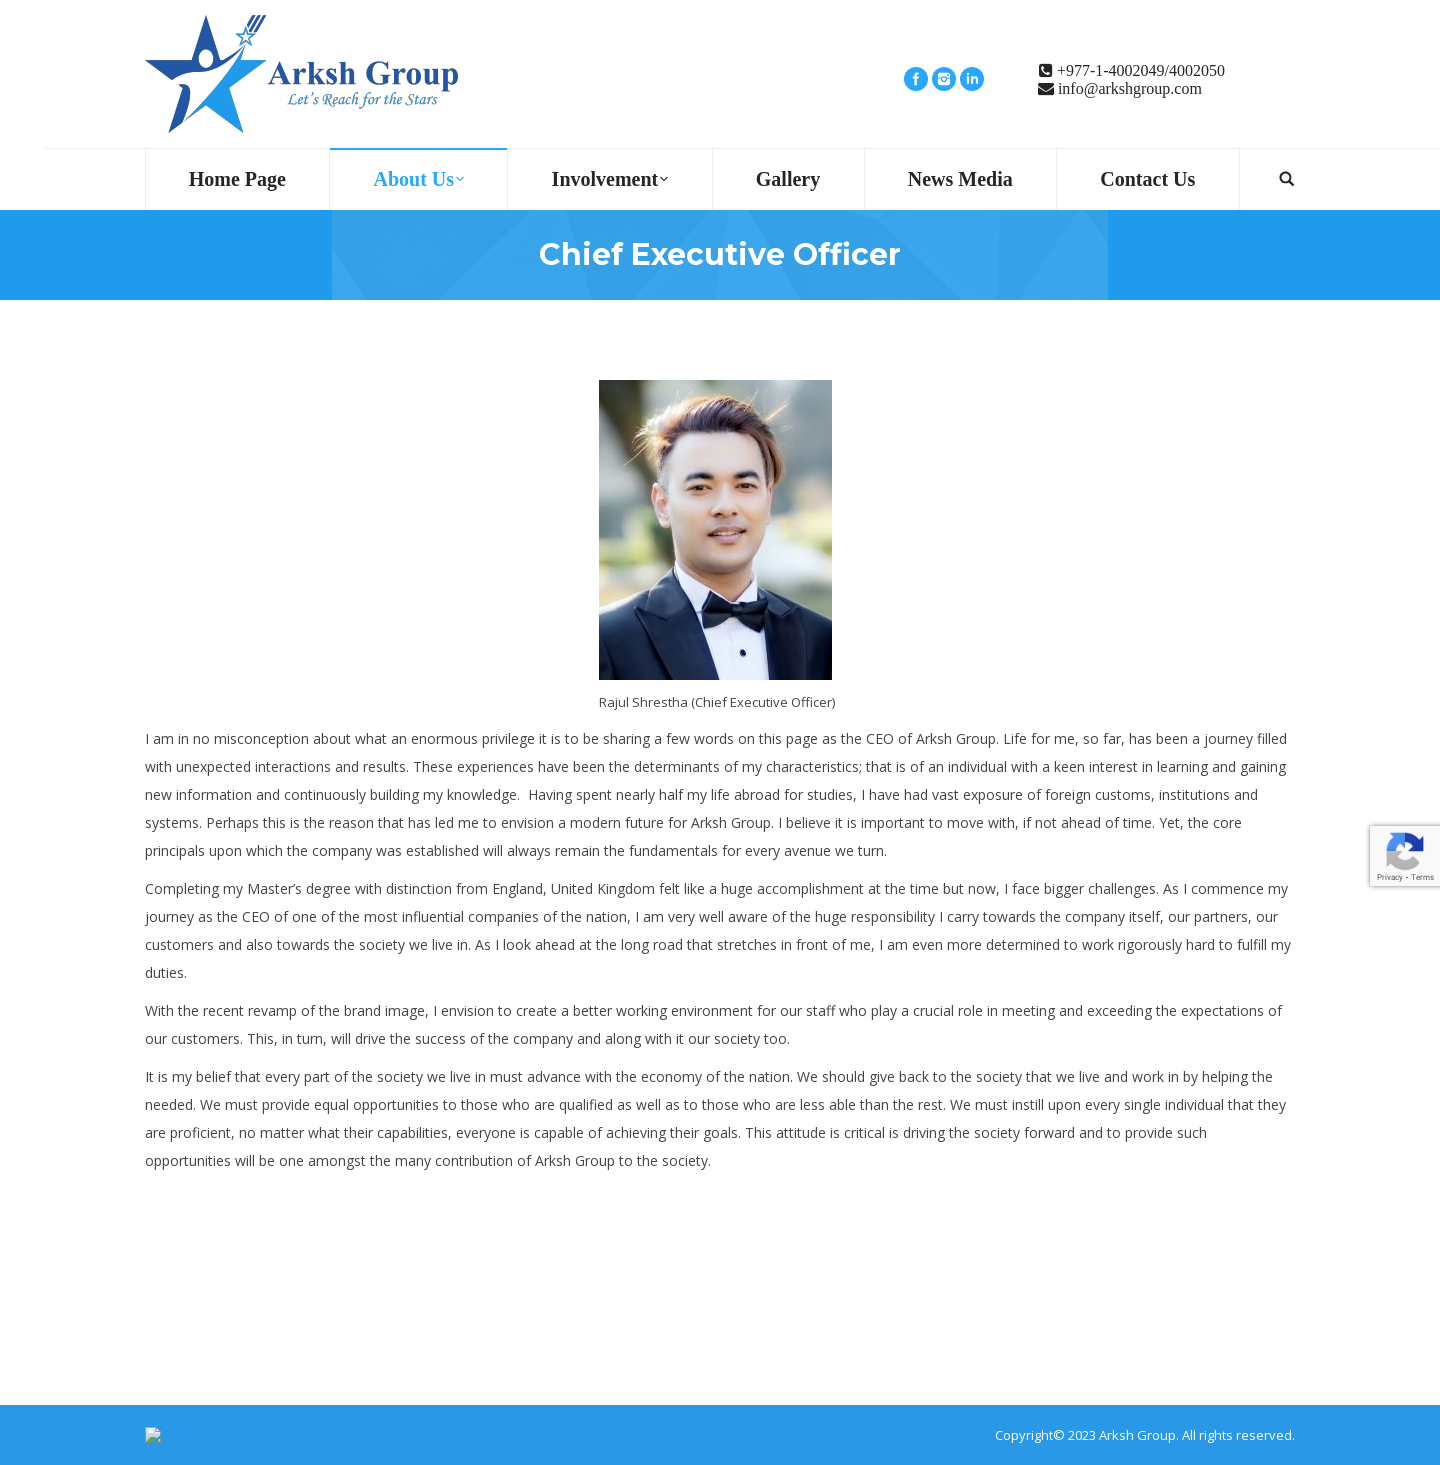 Arksh Group
Let's Reach for the Stars
+977-1-4002049/4002050
info@arkshgroup.com
Home Page
About Us
Involvement
Gallery
News Media
Contact Us
Chief Executive Officer
Rajul Shrestha (Chief Executive Officer)
I am in no misconception about what an enormous privilege it is to be sharing a few words on this page as the CEO of Arksh Group. Life for me, so far, has been a journey filled
with unexpected interactions and results. These experiences have been the determinants of my characteristics; that is of an individual with a keen interest in learning and gaining
new information and continuously building my knowledge.  Having spent nearly half my life abroad for studies, I have had vast exposure of foreign customs, institutions and
systems. Perhaps this is the reason that has led me to envision a modern future for Arksh Group. I believe it is important to move with, if not ahead of time. Yet, the core
principals upon which the company was established will always remain the fundamentals for every avenue we turn.
Completing my Master’s degree with distinction from England, United Kingdom felt like a huge accomplishment at the time but now, I face bigger challenges. As I commence my
journey as the CEO of one of the most influential companies of the nation, I am very well aware of the huge responsibility I carry towards the company itself, our partners, our
customers and also towards the society we live in. As I look ahead at the long road that stretches in front of me, I am even more determined to work rigorously hard to fulfill my
duties.
With the recent revamp of the brand image, I envision to create a better working environment for our staff who play a crucial role in meeting and exceeding the expectations of
our customers. This, in turn, will drive the success of the company and along with it our society too.
It is my belief that every part of the society we live in must advance with the economy of the nation. We should give back to the society that we live and work in by helping the
needed. We must provide equal opportunities to those who are qualified as well as to those who are less able than the rest. We must instill upon every single individual that they
are proficient, no matter what their capabilities, everyone is capable of achieving their goals. This attitude is critical is driving the society forward and to provide such
opportunities will be one amongst the many contribution of Arksh Group to the society.
Privacy - Terms
Copyright© 2023 Arksh Group. All rights reserved.